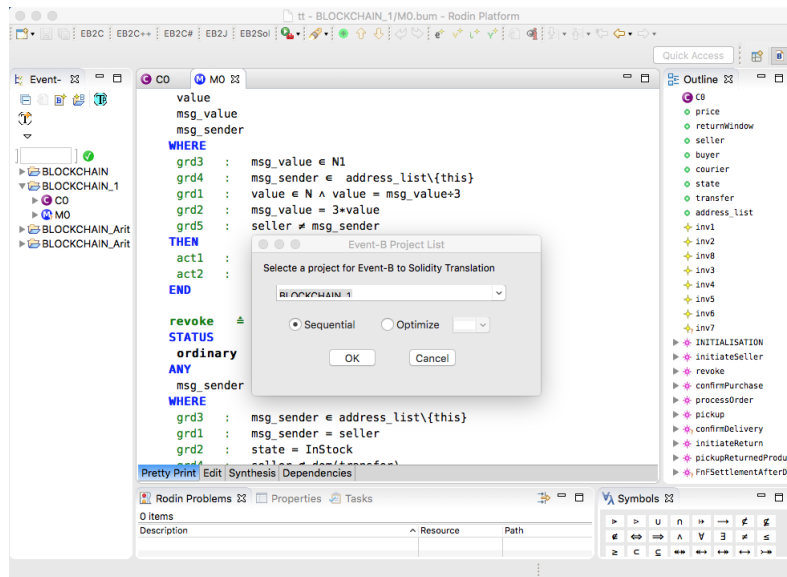 tt - BLOCKCHAIN_1/M0.bum - Rodin Platform
EB2C EB2C++ EB2C# EB2J EB2Sol
Quick Access
Event-
C0 M0
value
msg_value
msg_sender
WHERE
grd3 : msg_value ∈ ℕ1
grd4 : msg_sender ∈ address_list\{this}
grd1 : value ∈ ℕ ∧ value = msg_value÷3
grd2 : msg_value = 3*value
grd5 : seller ≠ msg_sender
THEN
act1 :
act2 :
END
revoke ≙
STATUS
ordinary
ANY
msg_sender
WHERE
grd3 : msg_sender ∈ address_list\{this}
grd1 : msg_sender = seller
grd2 : state = InStock
Pretty Print Edit Synthesis Dependencies
BLOCKCHAIN
BLOCKCHAIN_1
C0
M0
BLOCKCHAIN_Arit
BLOCKCHAIN_Arit
Event-B Project List
Selecte a project for Event-B to Solidity Translation
BLOCKCHAIN_1
Sequential Optimize
OK Cancel
Outline
C0
price
returnWindow
seller
buyer
courier
state
transfer
address_list
inv1
inv2
inv8
inv3
inv4
inv5
inv6
inv7
INITIALISATION
initiateSeller
revoke
confirmPurchase
processOrder
pickup
confirmDelivery
initiateReturn
pickupReturnedProdu
FnFSettlementAfterD
Rodin Problems Properties Tasks
0 items
Description Resource Path
Symbols